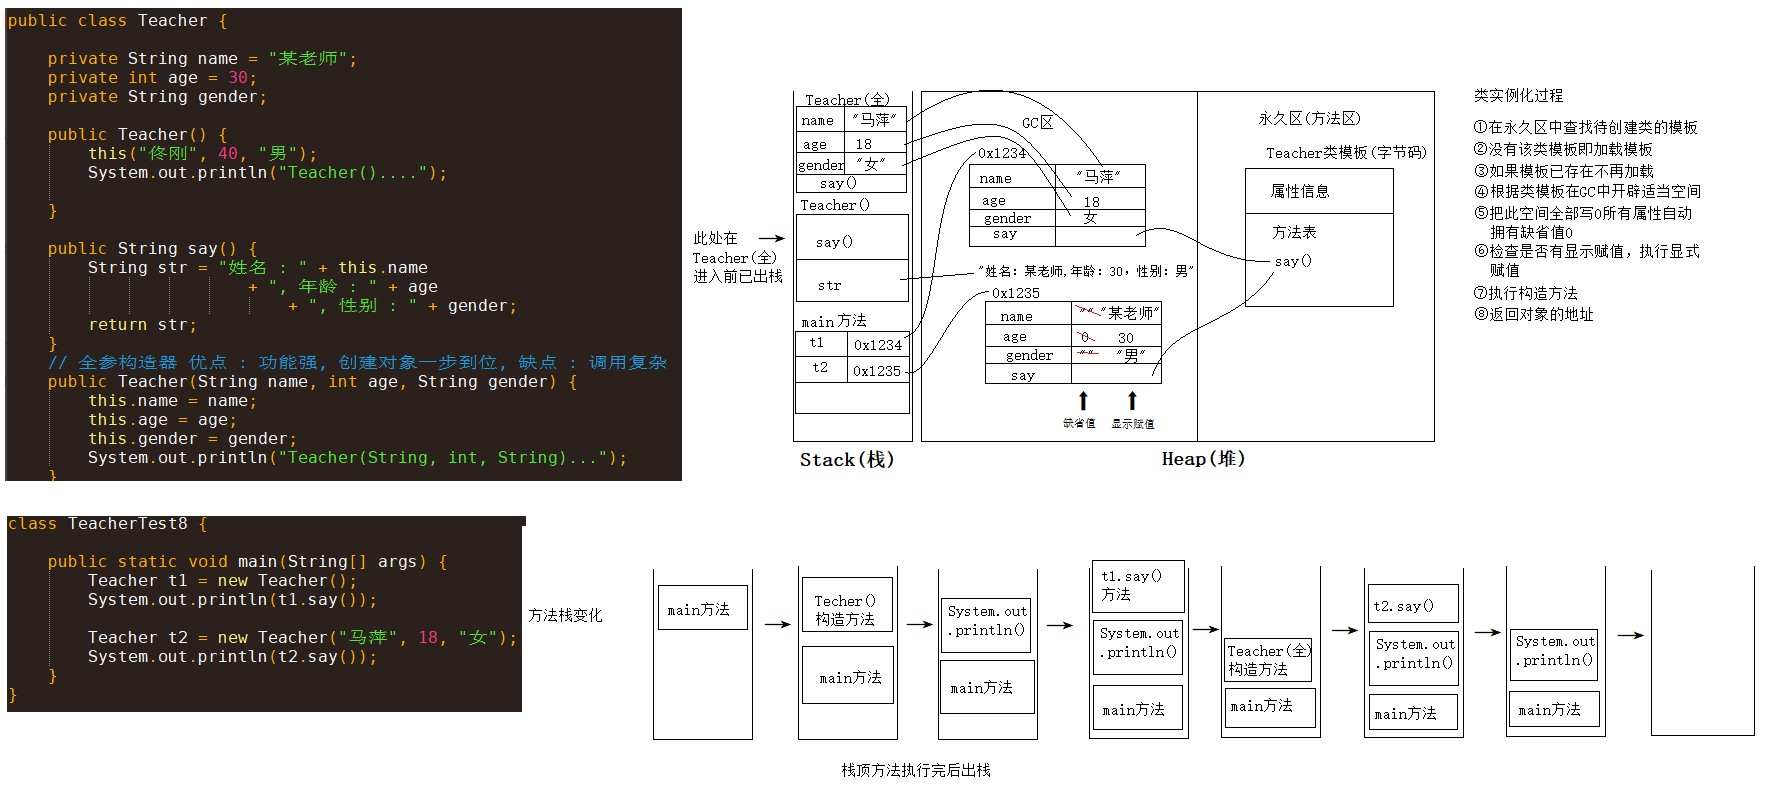 public class Teacher {
private String name = "某老师";
private int age = 30;
private String gender;
public Teacher() {
this("佟刚", 40, "男");
System.out.println("Teacher()....");
}
public String say() {
String str = "姓名 : " + this.name
+ ", 年龄 : " + age
+ ", 性别 : " + gender;
return str;
}
// 全参构造器 优点 : 功能强, 创建对象一步到位, 缺点 : 调用复杂
public Teacher(String name, int age, String gender) {
this.name = name;
this.age = age;
this.gender = gender;
System.out.println("Teacher(String, int, String)...");
}
class TeacherTest8 {
public static void main(String[] args) {
Teacher t1 = new Teacher();
System.out.println(t1.say());
Teacher t2 = new Teacher("马萍", 18, "女");
System.out.println(t2.say());
}
}
此处在
Teacher(全)
进入前已出栈
Teacher(全)
name "马萍"
age 18
gender "女"
say()
Teacher()
say()
str
main方法
t1 0x1234
t2 0x1235
Stack(栈)
GC区
0x1234
name "马萍"
age 18
gender 女
say
"姓名: 某老师,年龄: 30, 性别: 男"
0x1235
name "" "某老师"
age 0 30
gender "" "男"
say
缺省值 显示赋值
Heap(堆)
永久区(方法区)
Teacher类模板(字节码)
属性信息
方法表
say()
类实例化过程
①在永久区中查找待创建类的模板
②没有该类模板即加载模板
③如果模板已存在不再加载
④根据类模板在GC中开辟适当空间
⑤把此空间全部写0所有属性自动
拥有缺省值0
⑥检查是否有显示赋值, 执行显式
赋值
⑦执行构造方法
⑧返回对象的地址
方法栈变化
main方法
Techer()
构造方法
main方法
System.out
.println()
main方法
t1.say()
方法
System.out
.println()
main方法
Teacher(全)
构造方法
main方法
t2.say()
System.out
.println()
main方法
System.out
.println()
main方法
栈顶方法执行完后出栈